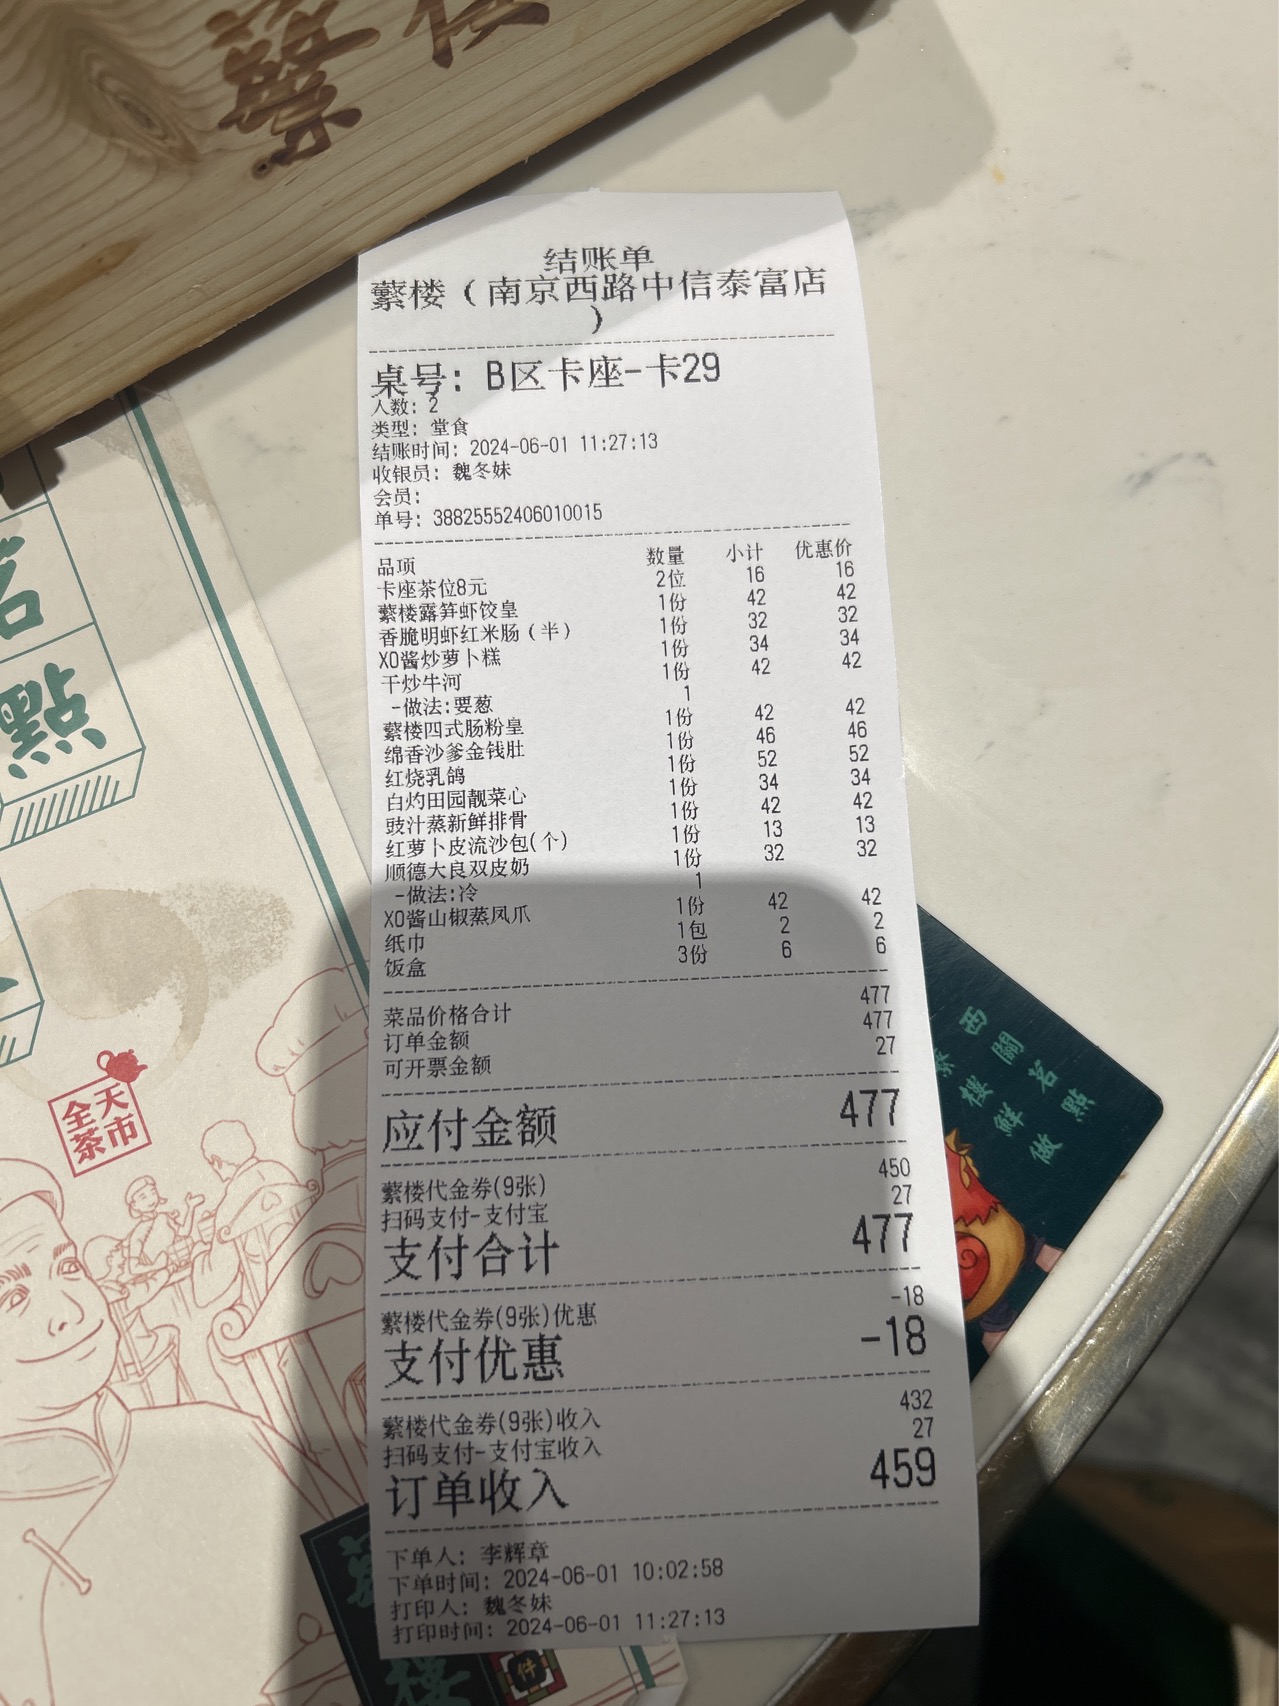 蘩
结账单
蘩楼（南京西路中信泰富店
）
桌号: B区卡座-卡29
人数: 2
类型: 堂食
结账时间: 2024-06-01 11:27:13
收银员: 魏冬妹
会员:
单号: 38825552406010015
品项 数量 小计 优惠价
卡座茶位8元 2位 16 16
蘩楼露笋虾饺皇 1份 42 42
香脆明虾红米肠（半） 1份 32 32
XO酱炒萝卜糕 1份 34 34
干炒牛河 1份 42 42
-做法:要葱 1
蘩楼四式肠粉皇 1份 42 42
绵香沙爹金钱肚 1份 46 46
红烧乳鸽 1份 52 52
白灼田园靓菜心 1份 34 34
豉汁蒸新鲜排骨 1份 42 42
红萝卜皮流沙包(个) 1份 13 13
顺德大良双皮奶 1份 32 32
-做法:冷 1
XO酱山椒蒸凤爪 1份 42 42
纸巾 1包 2 2
饭盒 3份 6 6
菜品价格合计 477
订单金额 477
可开票金额 27
应付金额 477
蘩楼代金券(9张) 450
扫码支付-支付宝 27
支付合计 477
蘩楼代金券(9张)优惠 -18
支付优惠 -18
蘩楼代金券(9张)收入 432
扫码支付-支付宝收入 27
订单收入 459
下单人: 李辉章
下单时间: 2024-06-01 10:02:58
打印人: 魏冬妹
打印时间: 2024-06-01 11:27:13
茗
點
全天
茶市
西關茗點
蘩樓鮮做
樓
件